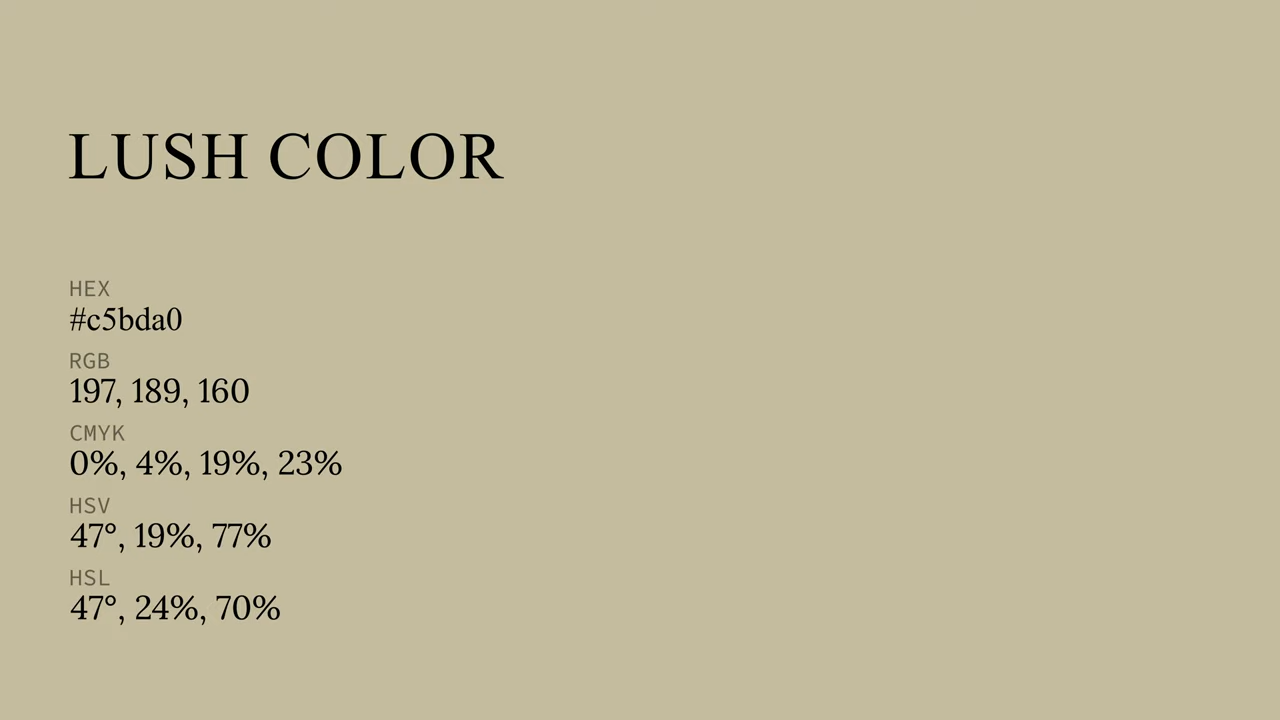 LUSH COLOR
HEX
#c5bda0
RGB
197, 189, 160
CMYK
0%, 4%, 19%, 23%
HSV
47°, 19%, 77%
HSL
47°, 24%, 70%